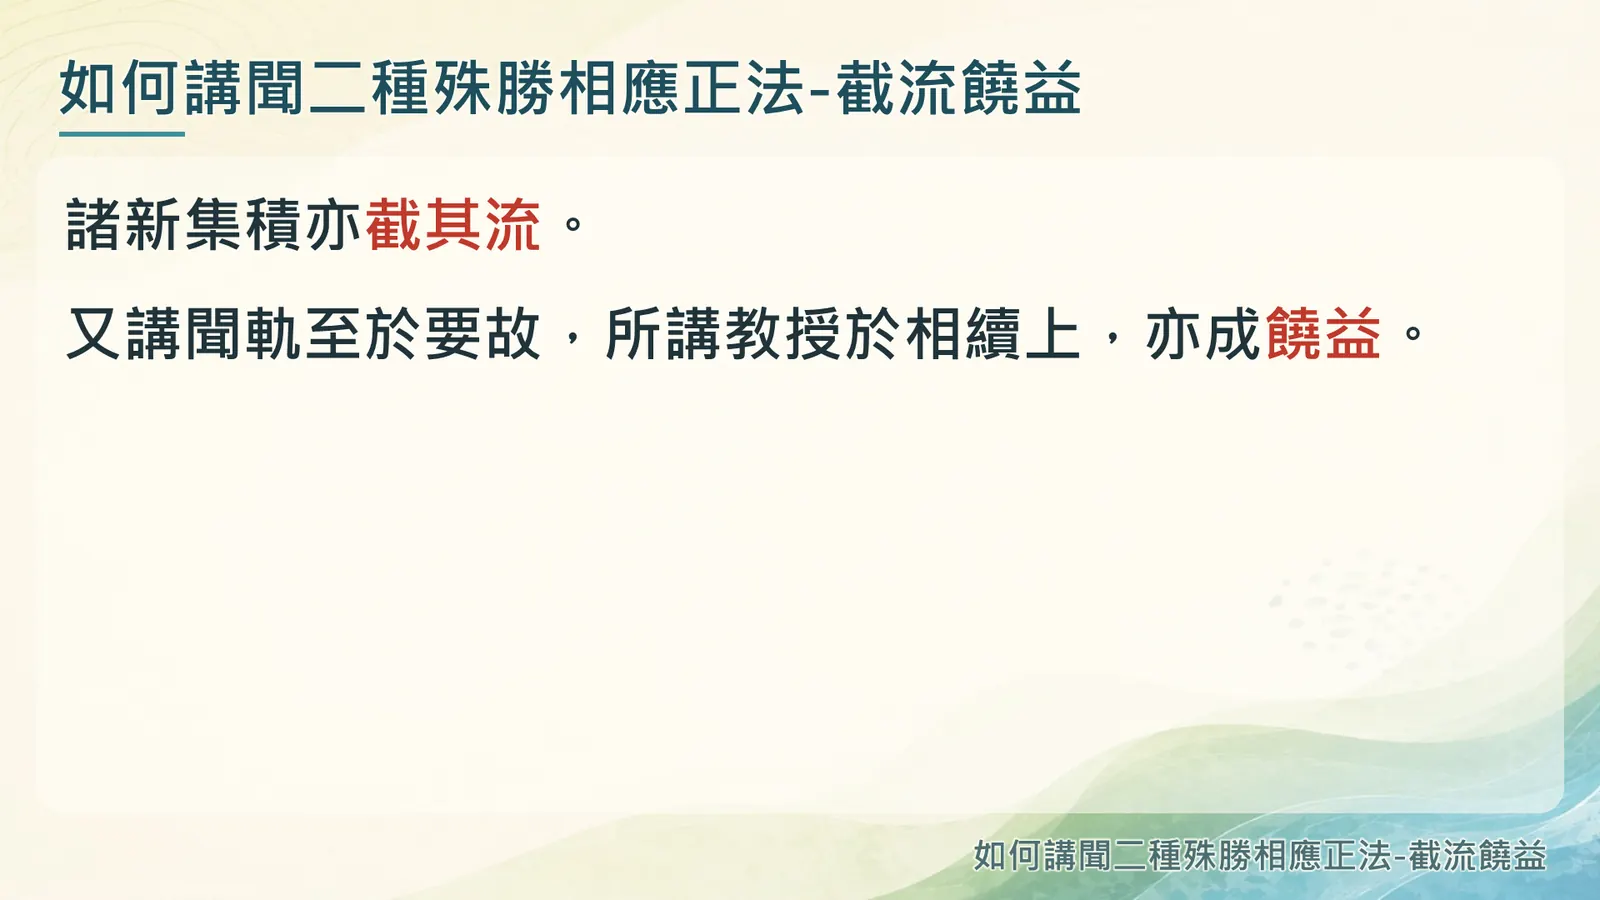 如何講聞二種殊勝相應正法-截流饒益
諸新集積亦截其流。
又講聞軌至於要故，所講教授於相續上，亦成饒益。
如何講聞二種殊勝相應正法-截流饒益